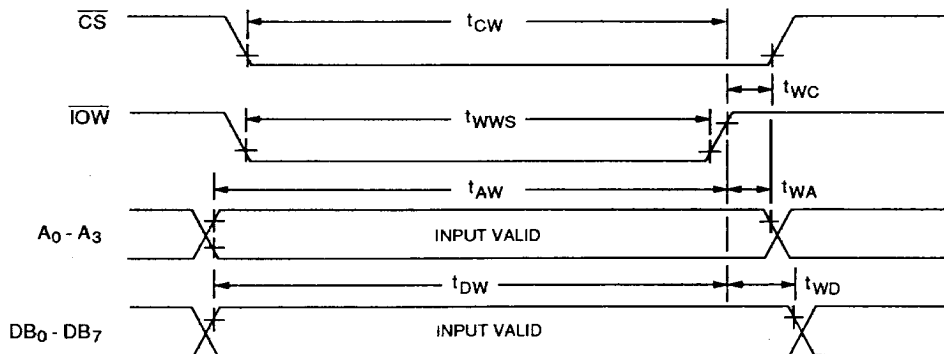 CS
tCW
tWC
IOW
tWWS
tAW
tWA
A0 - A3
INPUT VALID
tDW
tWD
DB0 - DB7
INPUT VALID